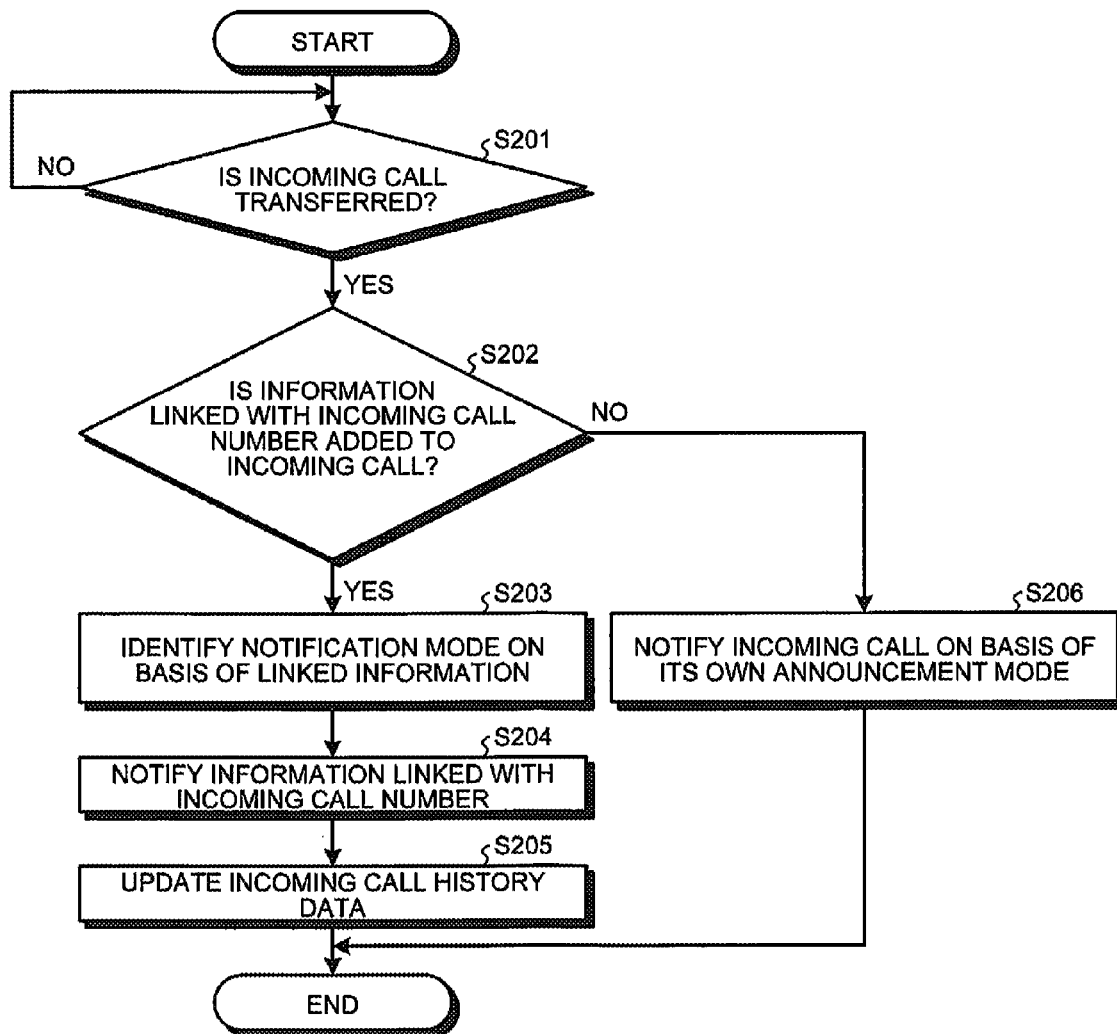 START
S201
NO
IS INCOMING CALL
TRANSFERRED?
YES
S202
IS INFORMATION
LINKED WITH INCOMING CALL
NUMBER ADDED TO
INCOMING CALL?
NO
YES
S203
IDENTIFY NOTIFICATION MODE ON
BASIS OF LINKED INFORMATION
S206
NOTIFY INCOMING CALL ON BASIS OF
ITS OWN ANNOUNCEMENT MODE
S204
NOTIFY INFORMATION LINKED WITH
INCOMING CALL NUMBER
S205
UPDATE INCOMING CALL HISTORY
DATA
END